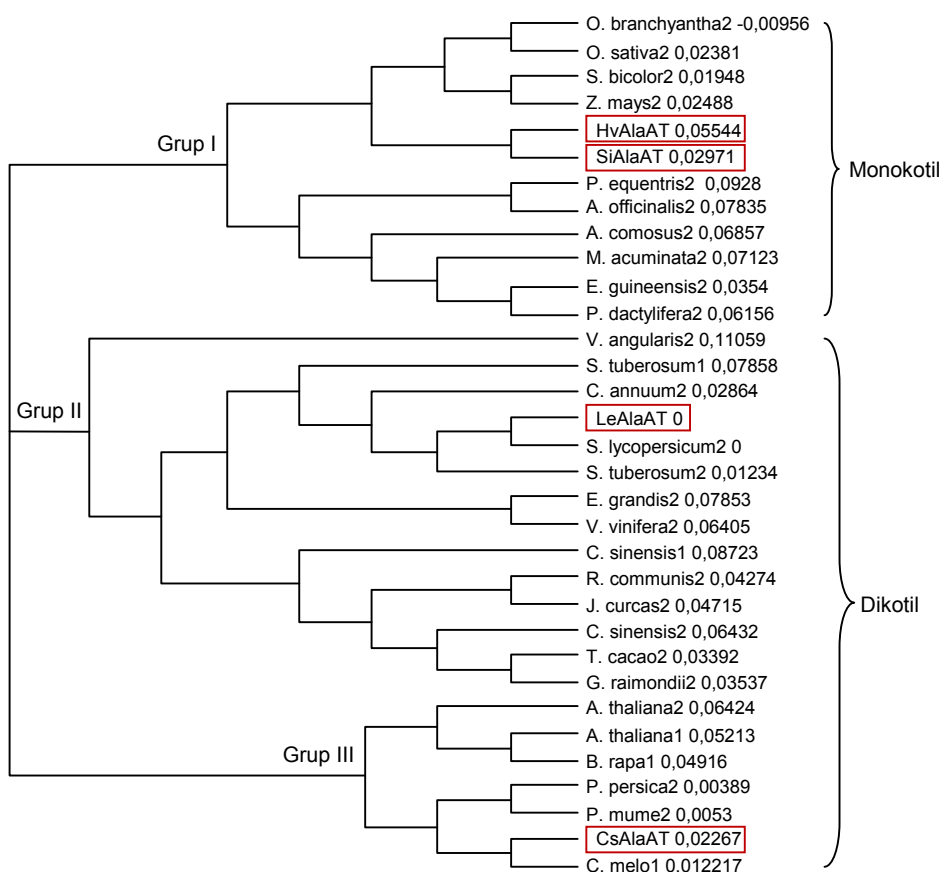 O. branchyantha2 -0,00956
O. sativa2 0,02381
S. bicolor2 0,01948
Z. mays2 0,02488
HvAlaAT 0,05544
Grup I
SiAlaAT 0,02971
Monokotil
P. equentris2 0,0928
A. officinalis2 0,07835
A. comosus2 0,06857
M. acuminata2 0,07123
E. guineensis2 0,0354
P. dactylifera2 0,06156
V. angularis2 0,11059
S. tuberosum1 0,07858
C. annuum2 0,02864
Grup II
LeAlaAT 0
S. lycopersicum2 0
S. tuberosum2 0,01234
E. grandis2 0,07853
V. vinifera2 0,06405
C. sinensis1 0,08723
R. communis2 0,04274
J. curcas2 0,04715
Dikotil
C. sinensis2 0,06432
T. cacao2 0,03392
G. raimondii2 0,03537
A. thaliana2 0,06424
A. thaliana1 0,05213
Grup III
B. rapa1 0,04916
P. persica2 0,00389
P. mume2 0,0053
CsAlaAT 0,02267
C. melo1 0,012217